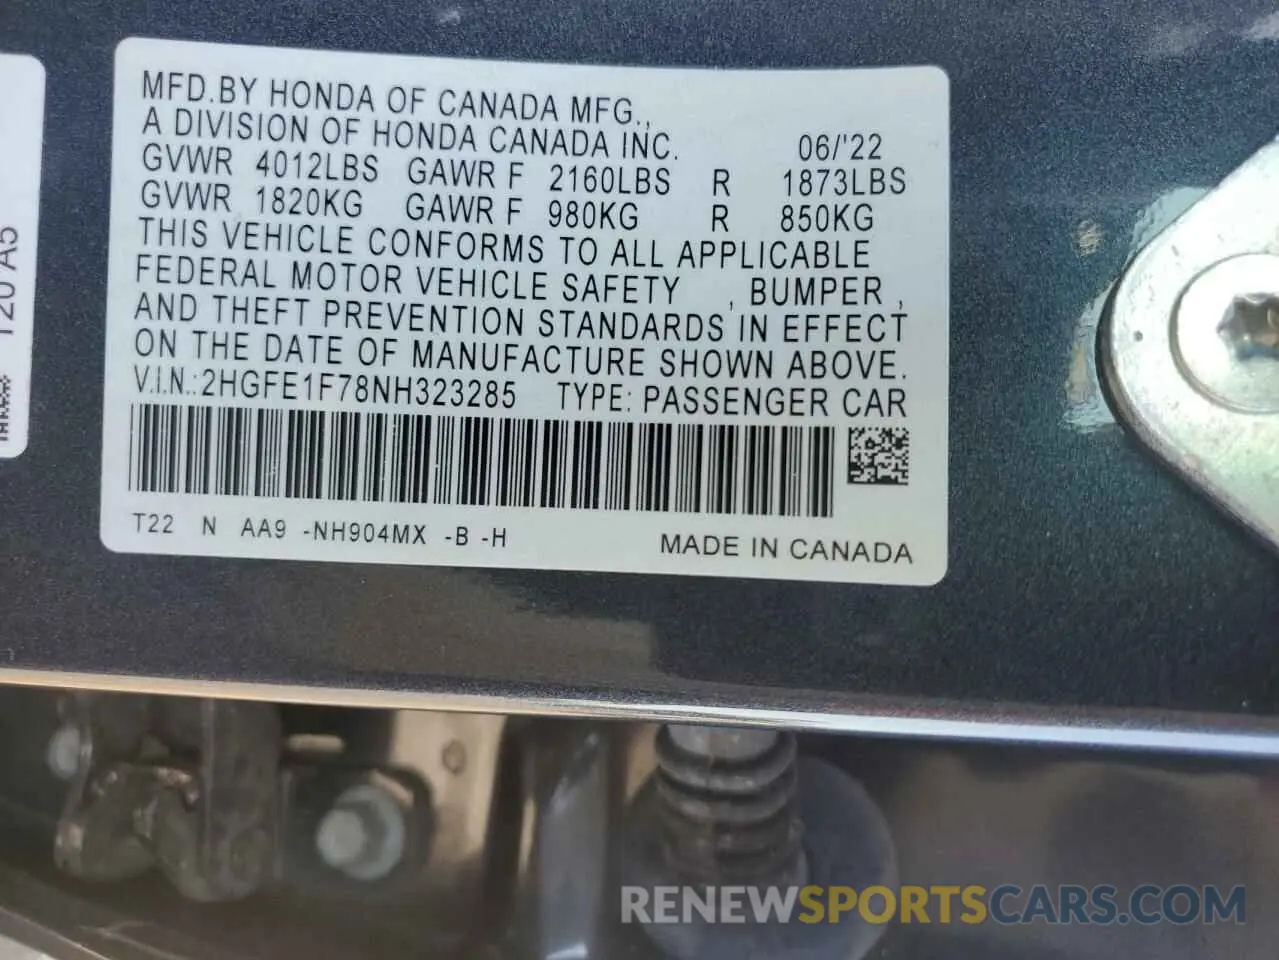 MFD.BY HONDA OF CANADA MFG.,
A DIVISION OF HONDA CANADA INC. 06/'22
GVWR 4012LBS GAWR F 2160LBS R 1873LBS
GVWR 1820KG GAWR F 980KG R 850KG
THIS VEHICLE CONFORMS TO ALL APPLICABLE
FEDERAL MOTOR VEHICLE SAFETY , BUMPER ,
AND THEFT PREVENTION STANDARDS IN EFFECT
ON THE DATE OF MANUFACTURE SHOWN ABOVE.
V.I.N.:2HGFE1F78NH323285 TYPE: PASSENGER CAR
T22 N AA9 -NH904MX -B -H MADE IN CANADA
T20 A5
RENEWSPORTSCARS.COM